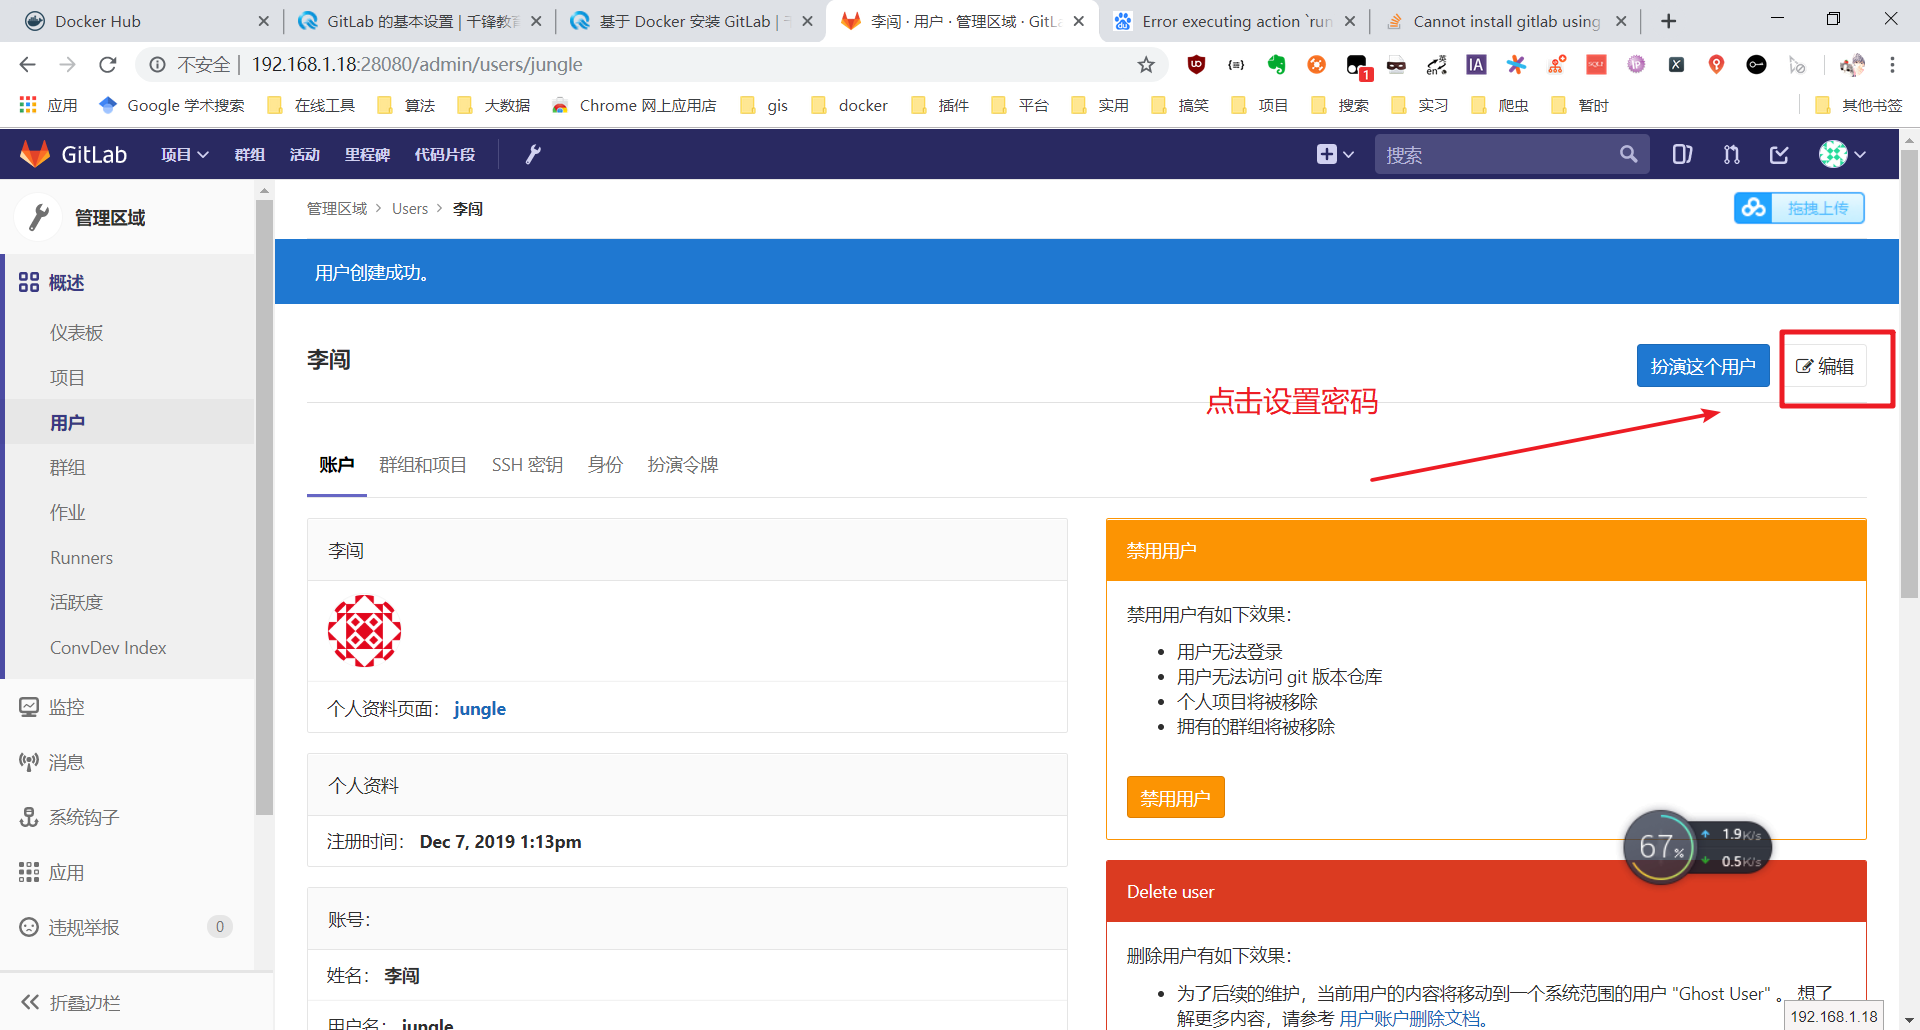 Docker Hub
GitLab 的基本设置 | 千锋教育
基于 Docker 安装 GitLab | 千
李闯 · 用户 · 管理区域 · GitLa
Error executing action `run
Cannot install gitlab using
不安全 | 192.168.1.18:28080/admin/users/jungle
1
IA
应用
Google 学术搜索
在线工具
算法
大数据
Chrome 网上应用店
gis
docker
插件
平台
实用
搞笑
项目
搜索
实习
爬虫
暂时
其他书签
GitLab
项目
群组
活动
里程碑
代码片段
搜索
管理区域
管理区域 > Users > 李闯
拖拽上传
用户创建成功。
概述
仪表板
项目
用户
群组
作业
Runners
活跃度
ConvDev Index
监控
消息
系统钩子
应用
违规举报 0
折叠边栏
李闯
扮演这个用户
编辑
点击设置密码
账户
群组和项目
SSH 密钥
身份
扮演令牌
李闯
个人资料页面： jungle
个人资料
注册时间： Dec 7, 2019 1:13pm
账号:
姓名： 李闯
用户名： jungle
禁用用户
禁用用户有如下效果：
用户无法登录
用户无法访问 git 版本仓库
个人项目将被移除
拥有的群组将被移除
禁用用户
67%
1.9K/s
0.5K/s
Delete user
删除用户有如下效果：
为了后续的维护，当前用户的内容将移动到一个系统范围的用户 "Ghost User" 。 想了
解更多内容，请参考 用户账户删除文档。
192.168.1.18